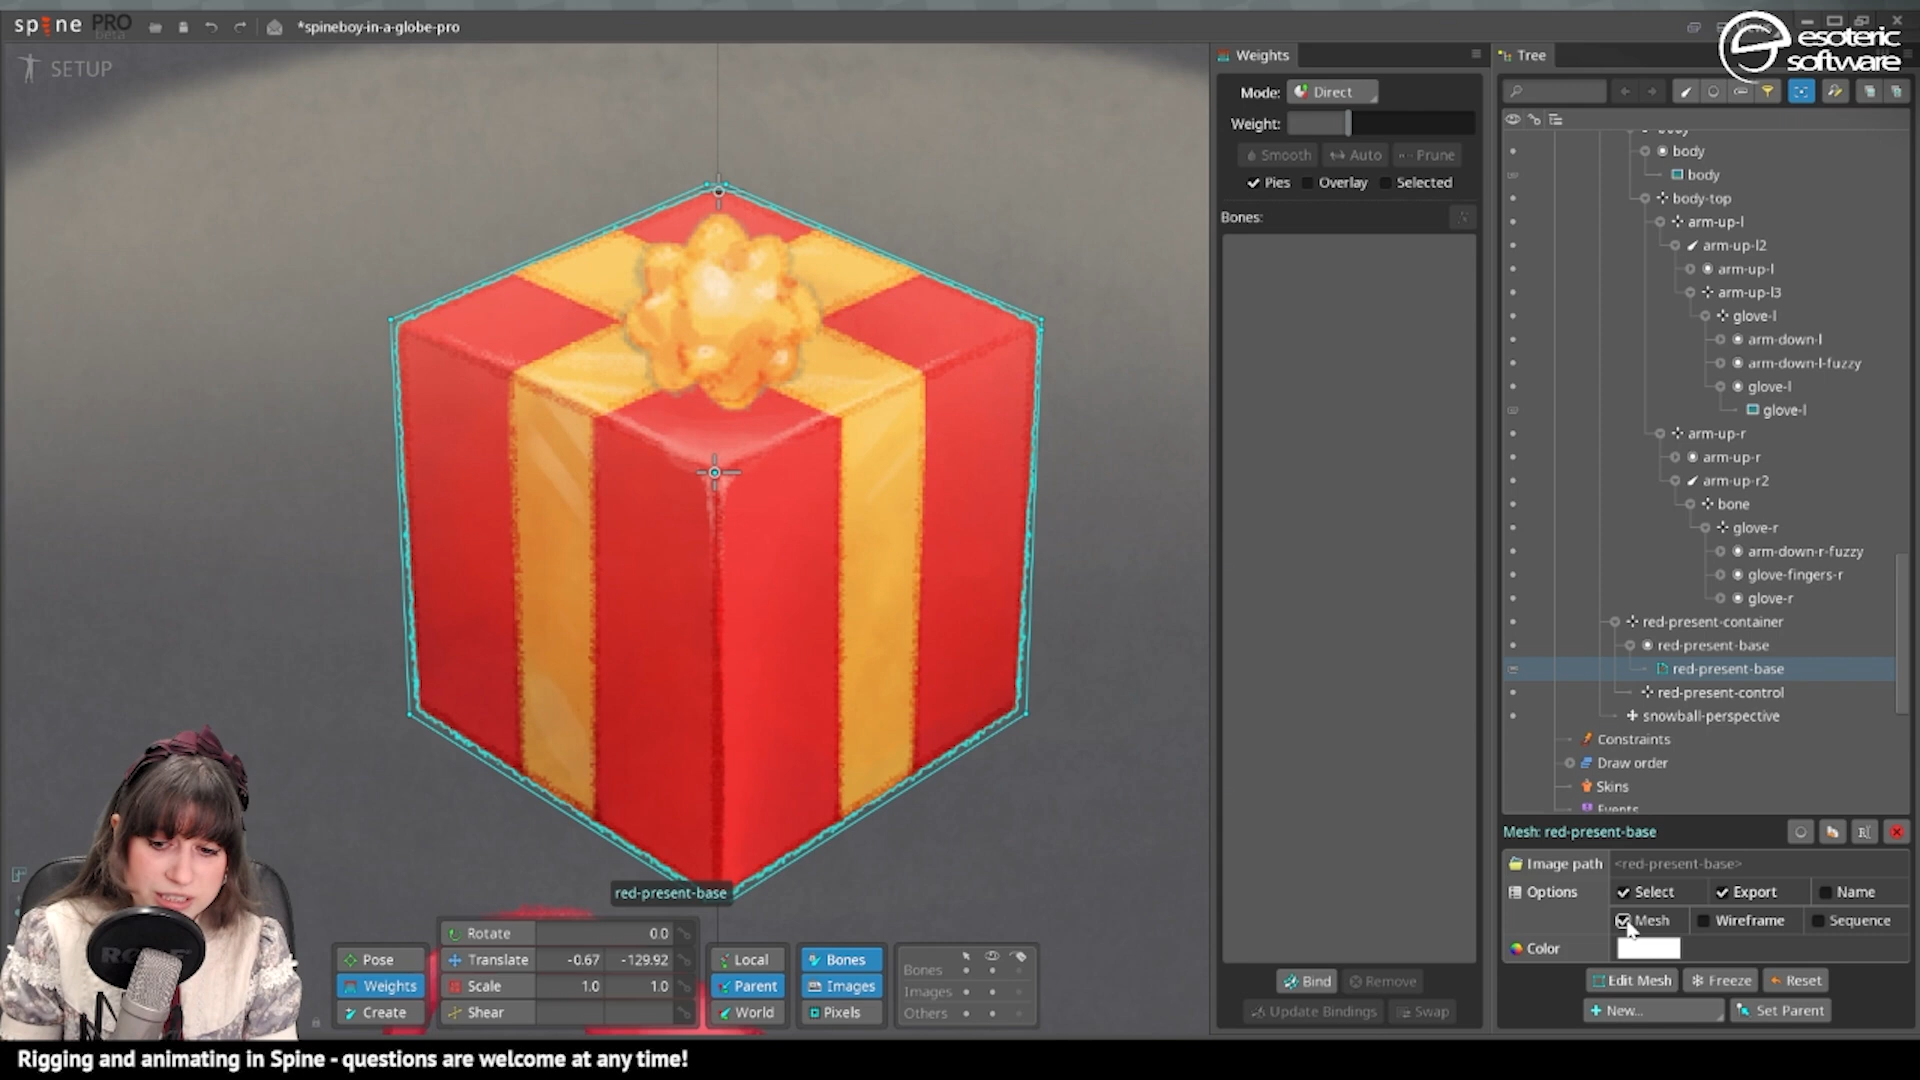 spine PRO
beta
*spineboy-in-a-globe-pro
esoteric
software
SETUP
Weights
Tree
Mode:
Direct
Weight:
Smooth
Auto
Prune
Pies
Overlay
Selected
Bones:
body
body
body
body-top
arm-up-l
arm-up-l2
arm-up-l
arm-up-l3
glove-l
arm-down-l
arm-down-l-fuzzy
glove-l
glove-l
arm-up-r
arm-up-r
arm-up-r2
bone
glove-r
arm-down-r-fuzzy
glove-fingers-r
glove-r
red-present-container
red-present-base
red-present-base
red-present-control
snowball-perspective
Constraints
Draw order
Skins
Events
Mesh: red-present-base
Image path
<red-present-base>
Options
Select
Export
Name
Mesh
Wireframe
Sequence
Color
Edit Mesh
Freeze
Reset
New...
Set Parent
Bind
Remove
Update Bindings
Swap
red-present-base
Pose
Weights
Create
Rotate 0.0
Translate -0.67 -129.92
Scale 1.0 1.0
Shear
Local
Parent
World
Bones
Images
Pixels
Bones
Images
Others
Rigging and animating in Spine - questions are welcome at any time!